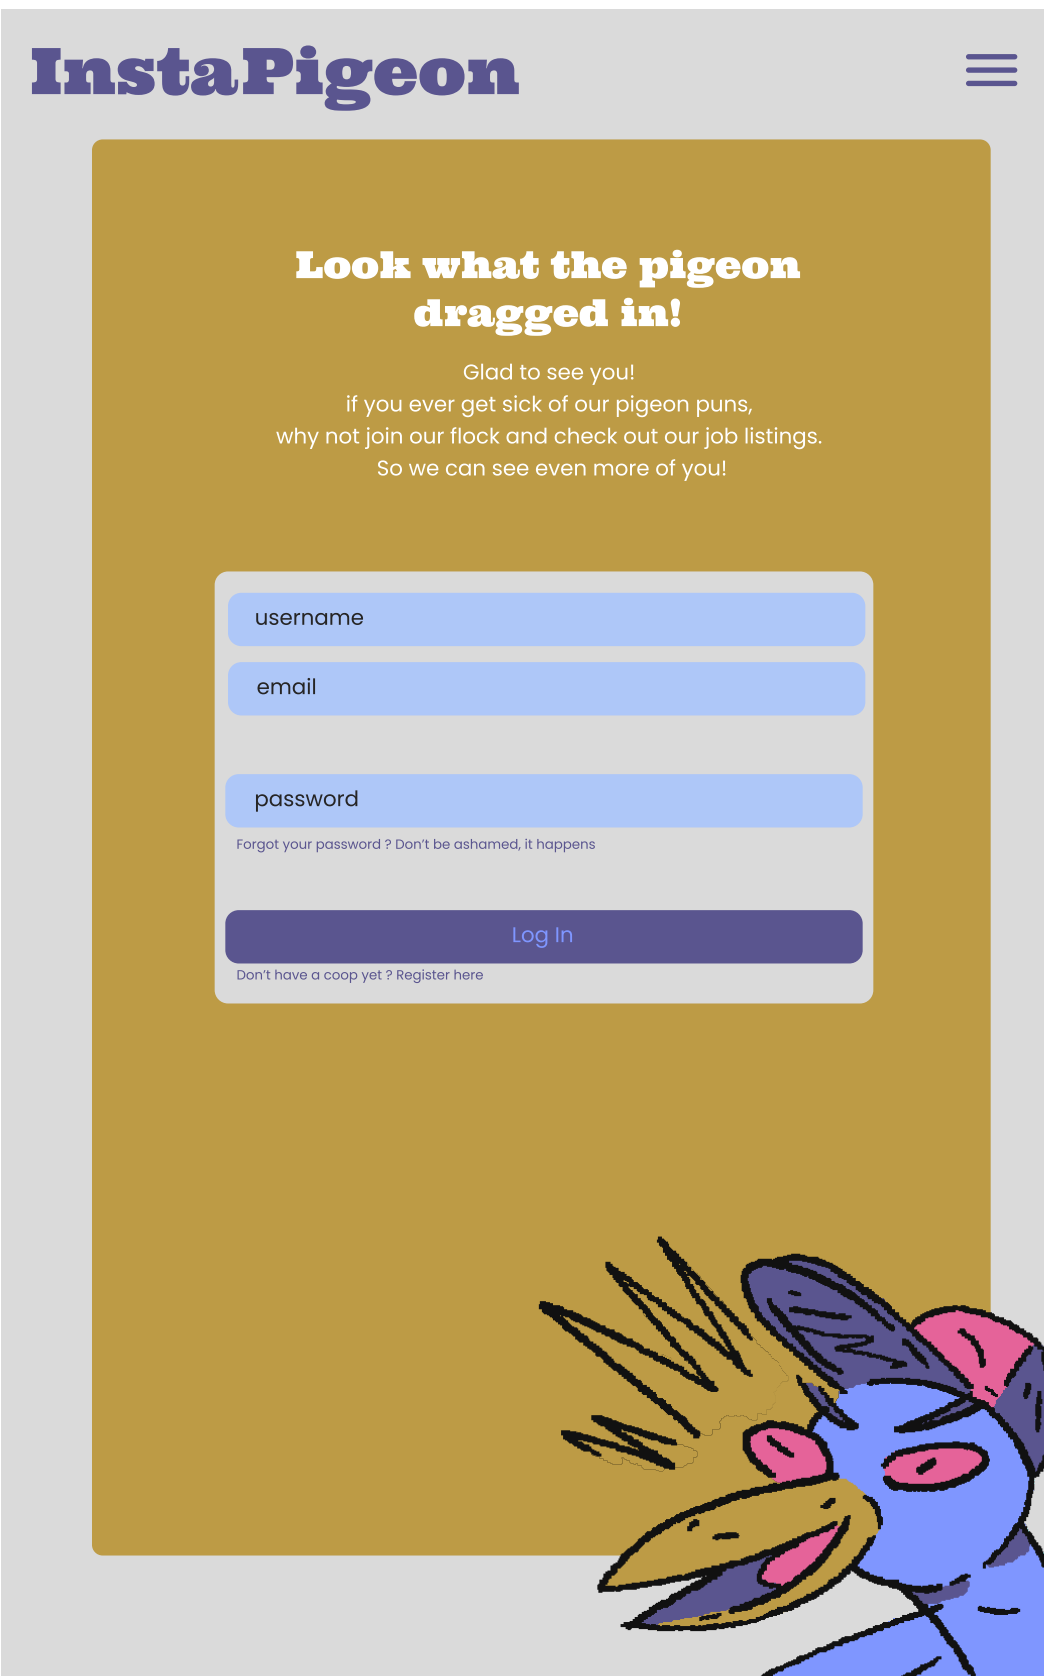 InstaPigeon
Look what the pigeon
dragged in!
Glad to see you!
if you ever get sick of our pigeon puns,
why not join our flock and check out our job listings.
So we can see even more of you!
username
email
password
Forgot your password ? Don't be ashamed, it happens
Log In
Don't have a coop yet ? Register here